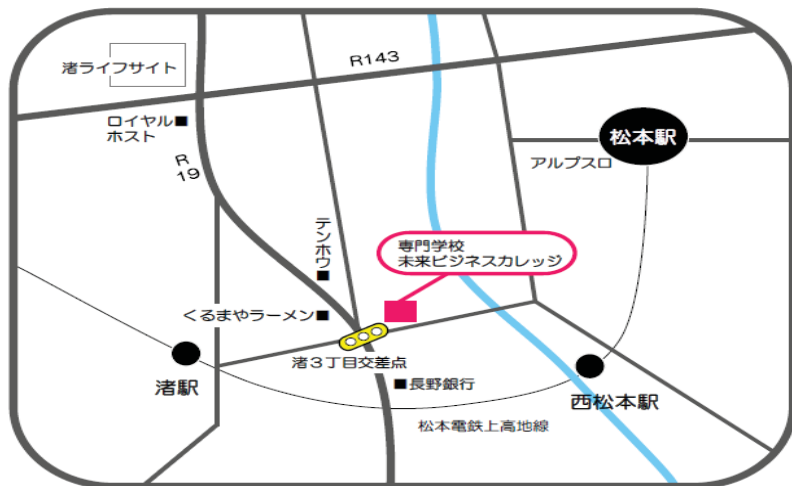 R143
渚ライフサイト
ロイヤル
ホスト
R
19
松本駅
アルプス口
テンホウ
専門学校
未来ビジネスカレッジ
くるまやラーメン
渚3丁目交差点
渚駅
長野銀行
西松本駅
松本電鉄上高地線